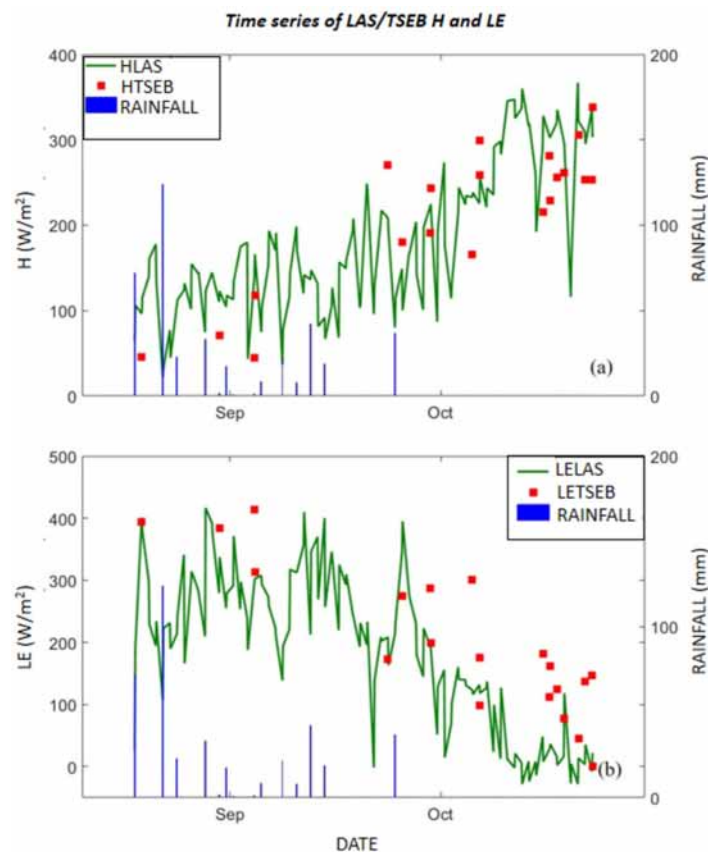 Time series of LAS/TSEB H and LE
400
300
200
100
0
H (W/m²)
HLAS
HTSEB
RAINFALL
200
100
0
RAINFALL (mm)
(a)
Sep
Oct
500
400
300
200
100
0
LE (W/m²)
LELAS
LETSEB
RAINFALL
200
100
0
RAINFALL (mm)
(b)
Sep
Oct
DATE